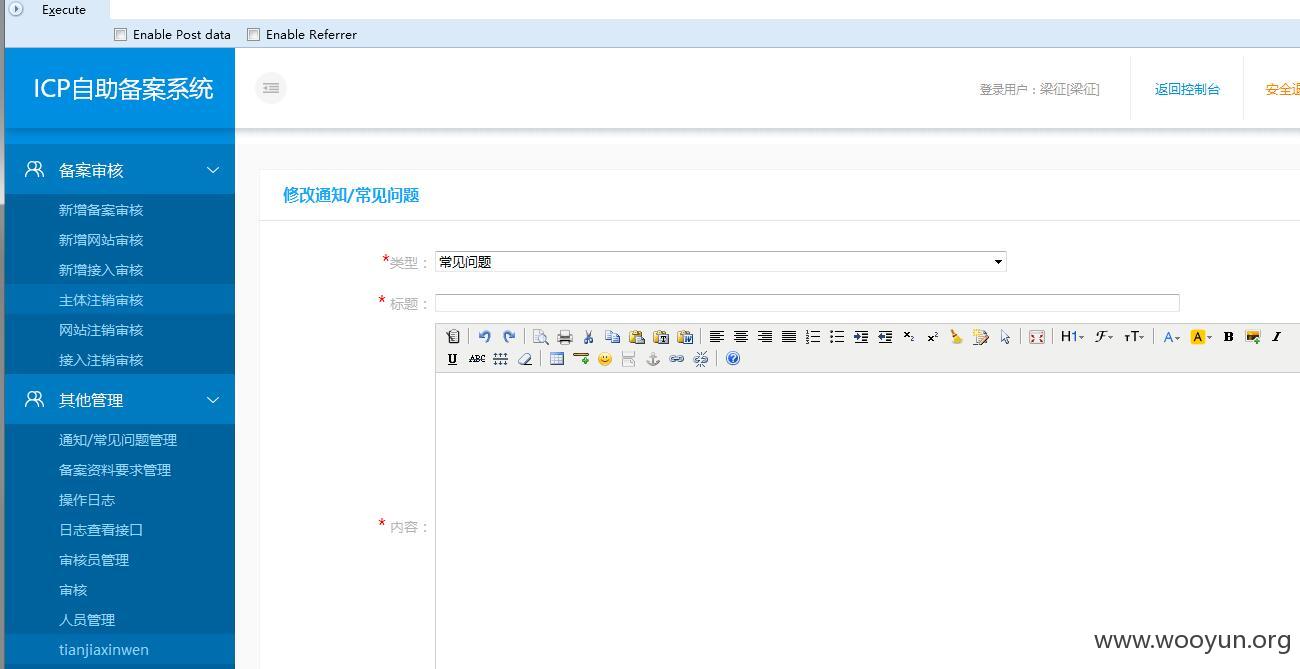 Execute
Enable Post data Enable Referrer
ICP自助备案系统
登录用户：梁征[梁征] 返回控制台 安全退
备案审核
新增备案审核
新增网站审核
新增接入审核
主体注销审核
网站注销审核
接入注销审核
其他管理
通知/常见问题管理
备案资料要求管理
操作日志
日志查看接口
审核员管理
审核
人员管理
tianjiaxinwen
修改通知/常见问题
*类型： 常见问题
* 标题：
* 内容：
www.wooyun.org